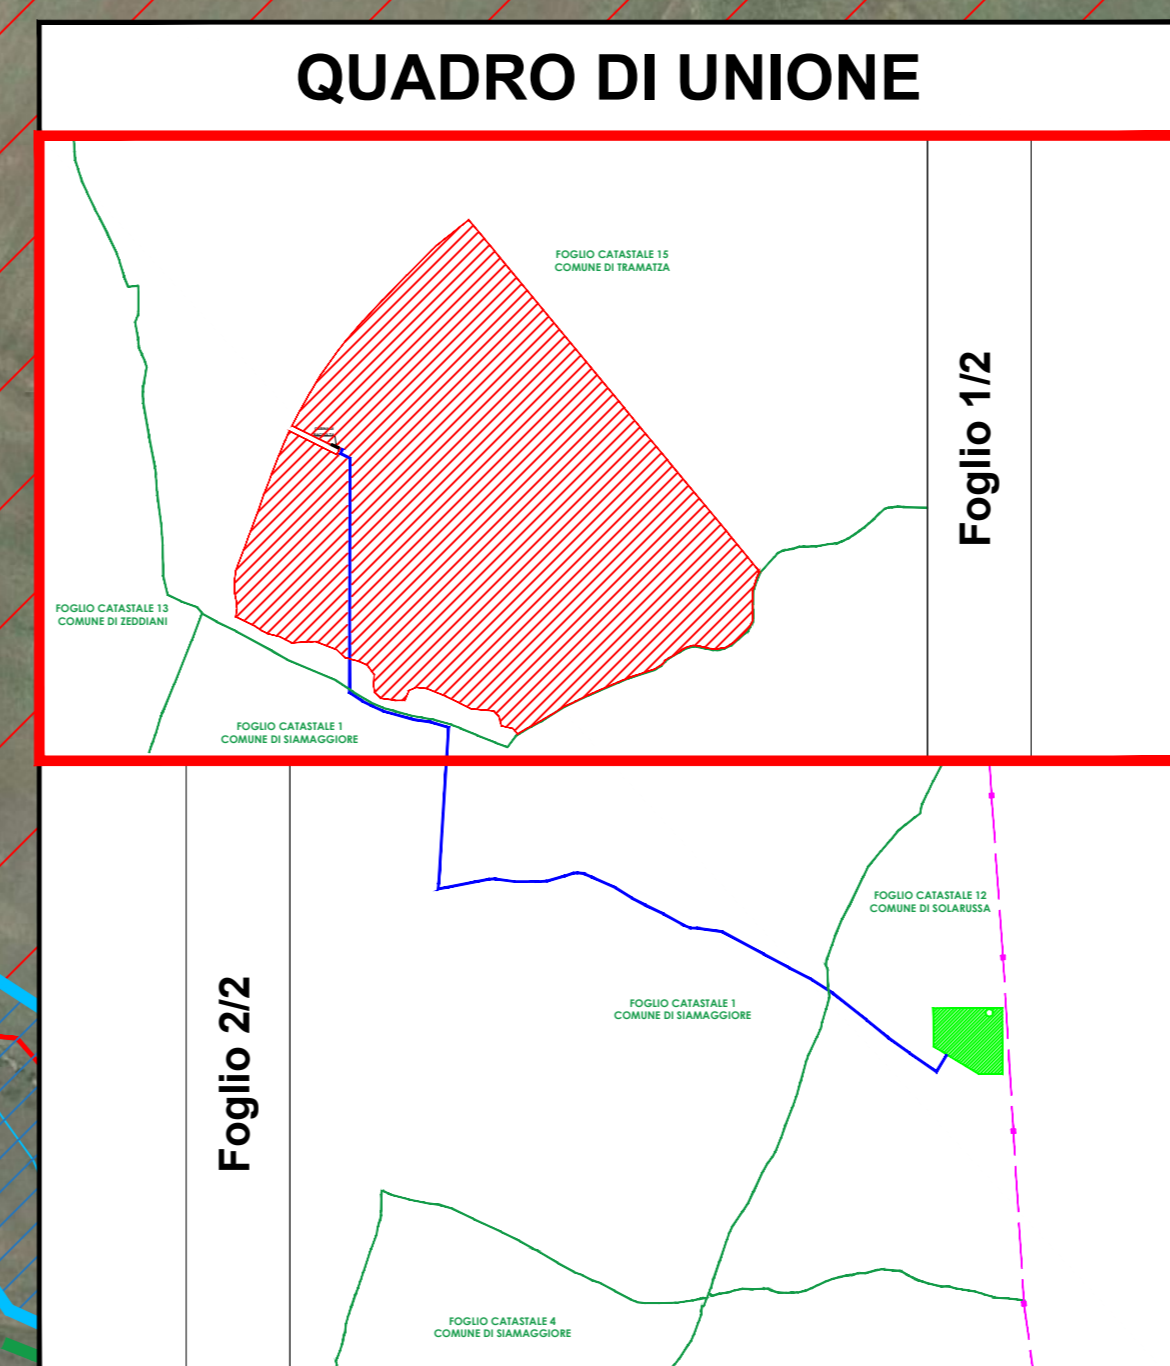 QUADRO DI UNIONE
FOGLIO CATASTALE 15
COMUNE DI TRAMATZA
Foglio 1/2
FOGLIO CATASTALE 13
COMUNE DI ZEDDIANI
FOGLIO CATASTALE 1
COMUNE DI SIAMAGGIORE
FOGLIO CATASTALE 12
COMUNE DI SOLARUSSA
FOGLIO CATASTALE 1
COMUNE DI SIAMAGGIORE
Foglio 2/2
FOGLIO CATASTALE 4
COMUNE DI SIAMAGGIORE